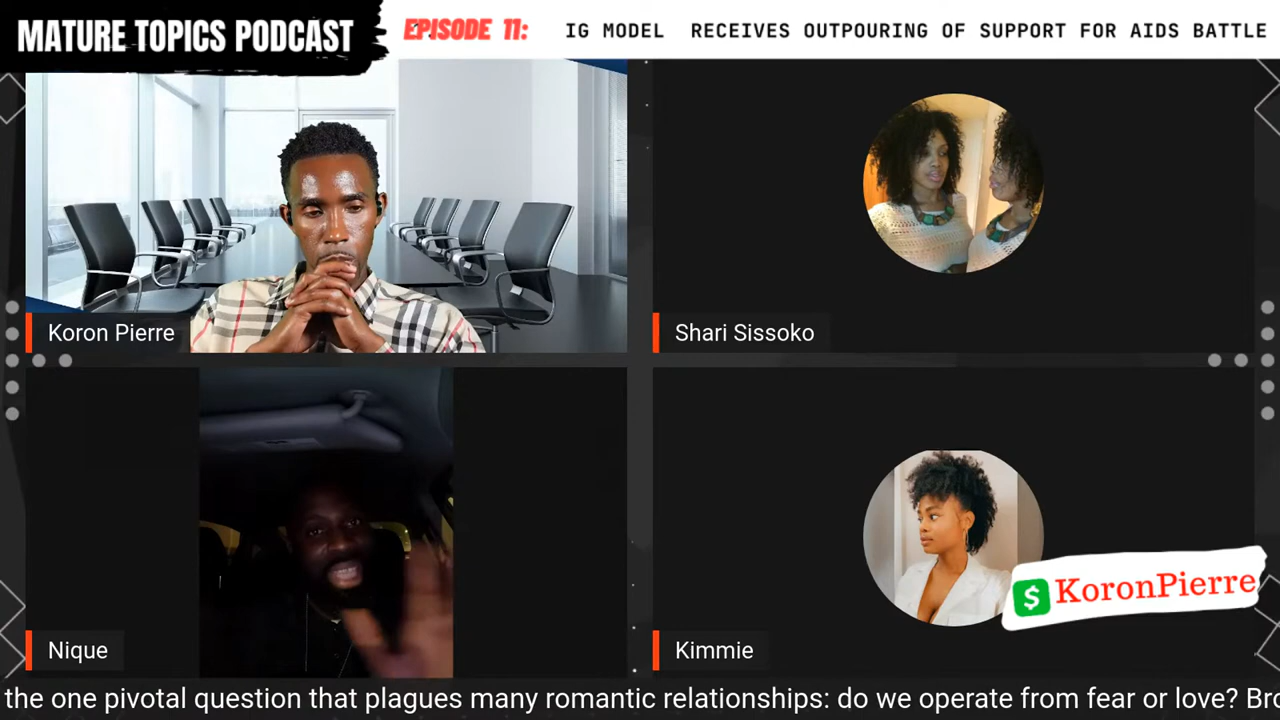 MATURE TOPICS PODCAST
EPISODE 11:
IG MODEL RECEIVES OUTPOURING OF SUPPORT FOR AIDS BATTLE
Koron Pierre
Shari Sissoko
Nique
Kimmie
$ KoronPierre
the one pivotal question that plagues many romantic relationships: do we operate from fear or love?